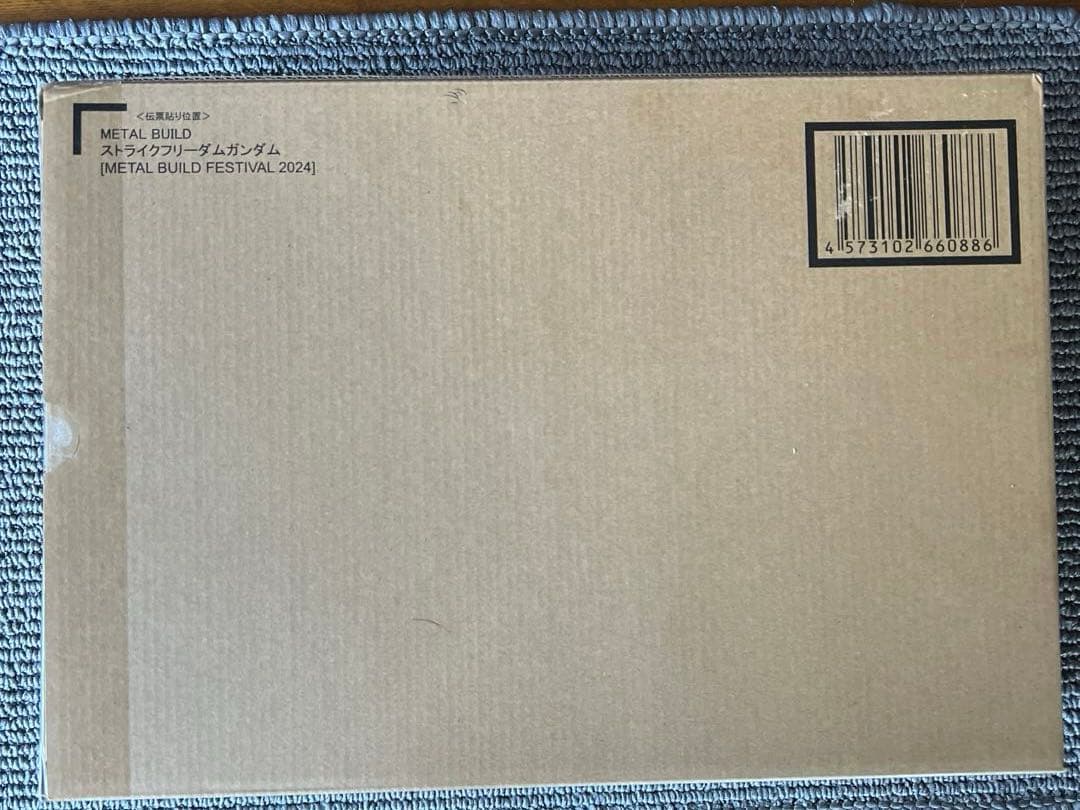 ＜伝票貼り位置＞
METAL BUILD
ストライクフリーダムガンダム
[METAL BUILD FESTIVAL 2024]
4 573102 660886